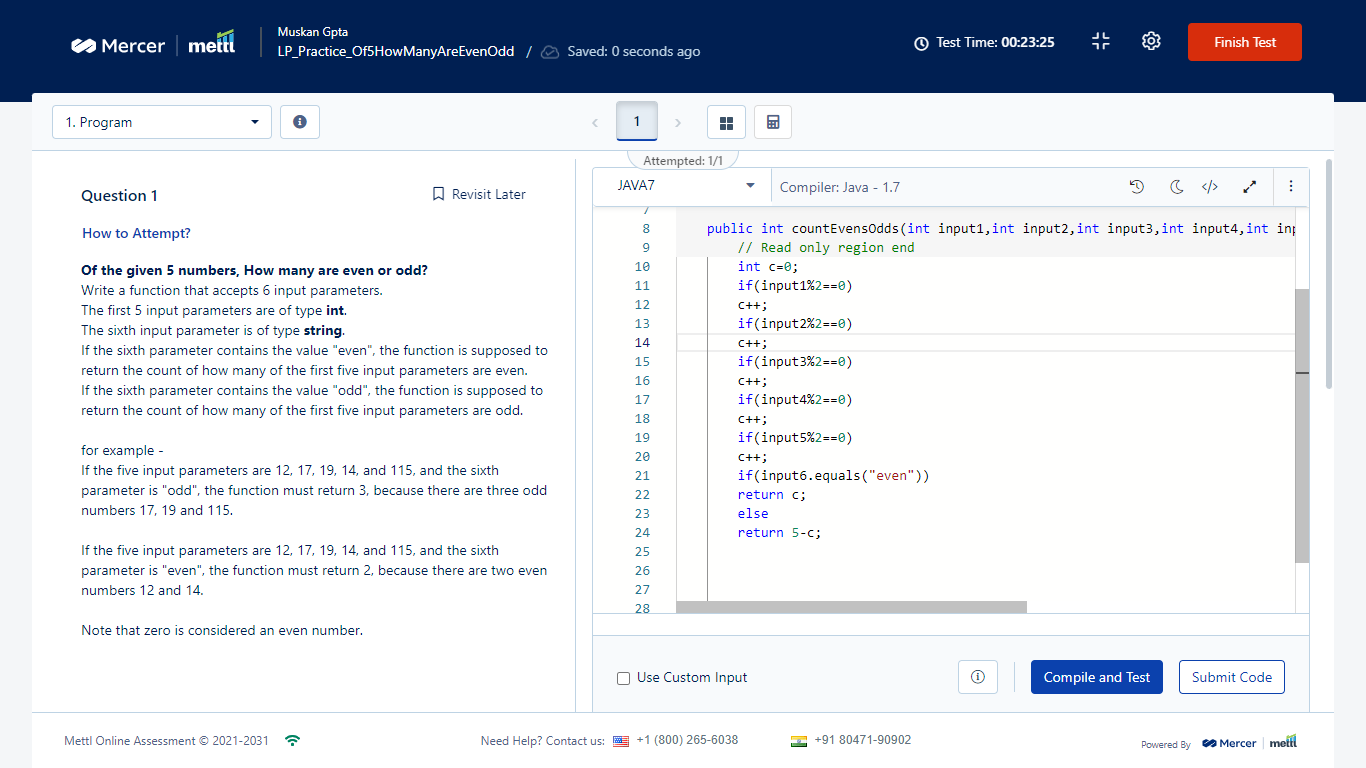 Mercer mettl
Muskan Gpta
LP_Practice_Of5HowManyAreEvenOdd / Saved: 0 seconds ago
Test Time: 00:23:25
Finish Test
1. Program
1
Attempted: 1/1
Question 1
Revisit Later
How to Attempt?
Of the given 5 numbers, How many are even or odd?
Write a function that accepts 6 input parameters.
The first 5 input parameters are of type int.
The sixth input parameter is of type string.
If the sixth parameter contains the value "even", the function is supposed to
return the count of how many of the first five input parameters are even.
If the sixth parameter contains the value "odd", the function is supposed to
return the count of how many of the first five input parameters are odd.
for example -
If the five input parameters are 12, 17, 19, 14, and 115, and the sixth
parameter is "odd", the function must return 3, because there are three odd
numbers 17, 19 and 115.
If the five input parameters are 12, 17, 19, 14, and 115, and the sixth
parameter is "even", the function must return 2, because there are two even
numbers 12 and 14.
Note that zero is considered an even number.
JAVA7
Compiler: Java - 1.7
7
8 public int countEvensOdds(int input1,int input2,int input3,int input4,int inp
9 // Read only region end
10 int c=0;
11 if(input1%2==0)
12 c++;
13 if(input2%2==0)
14 c++;
15 if(input3%2==0)
16 c++;
17 if(input4%2==0)
18 c++;
19 if(input5%2==0)
20 c++;
21 if(input6.equals("even"))
22 return c;
23 else
24 return 5-c;
25
26
27
28
Use Custom Input
Compile and Test
Submit Code
Mettl Online Assessment © 2021-2031
Need Help? Contact us: +1 (800) 265-6038
+91 80471-90902
Powered By Mercer mettl